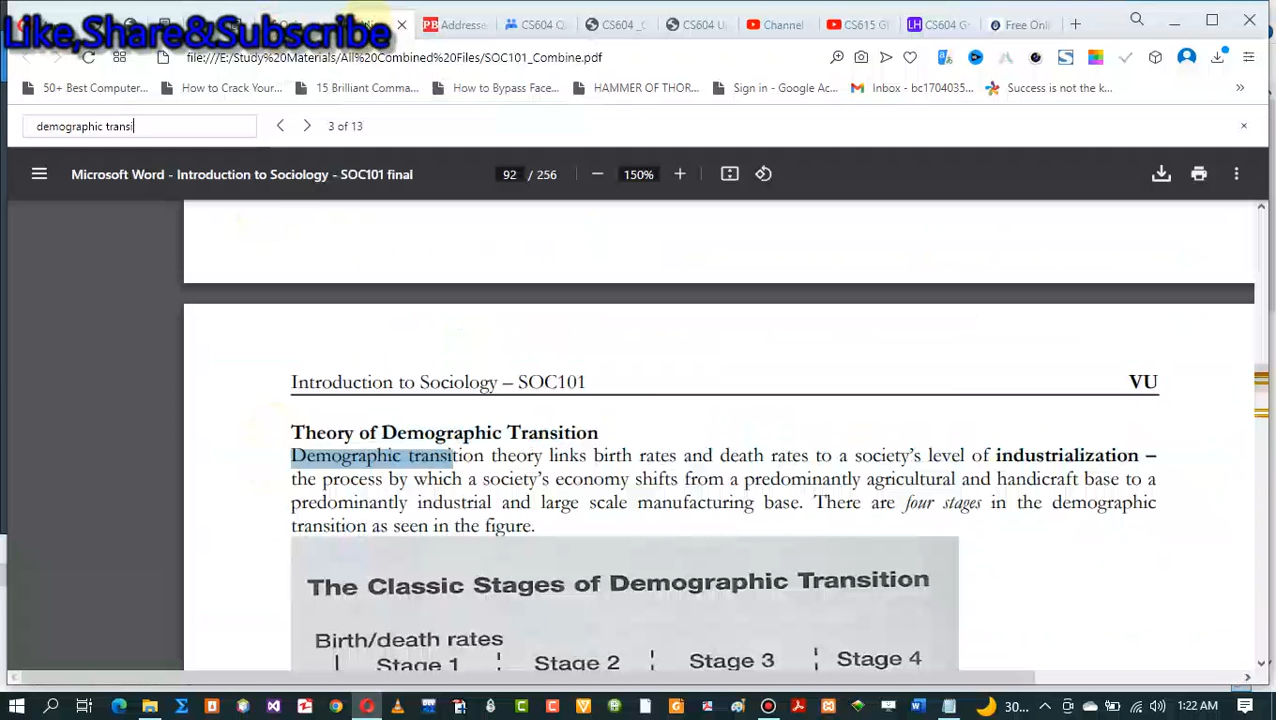 Like,Share&Subscribe
Addresse
CS604 Q
CS604_
CS604 U
Channel
CS615 G
CS604 G
Free Onli
file:///E:/Study%20Materials/All%20Combined%20Files/SOC101_Combine.pdf
50+ Best Computer...
How to Crack Your...
15 Brilliant Comma...
How to Bypass Face...
HAMMER OF THOR...
Sign in - Google Ac...
Inbox - bc1704035...
Success is not the k...
demographic transi
3 of 13
Microsoft Word - Introduction to Sociology - SOC101 final
92 / 256
150%
Introduction to Sociology – SOC101
VU
Theory of Demographic Transition
Demographic transition theory links birth rates and death rates to a society's level of industrialization –
the process by which a society's economy shifts from a predominantly agricultural and handicraft base to a
predominantly industrial and large scale manufacturing base. There are four stages in the demographic
transition as seen in the figure.
The Classic Stages of Demographic Transition
Birth/death rates
Stage 1
Stage 2
Stage 3
Stage 4
30...
1:22 AM